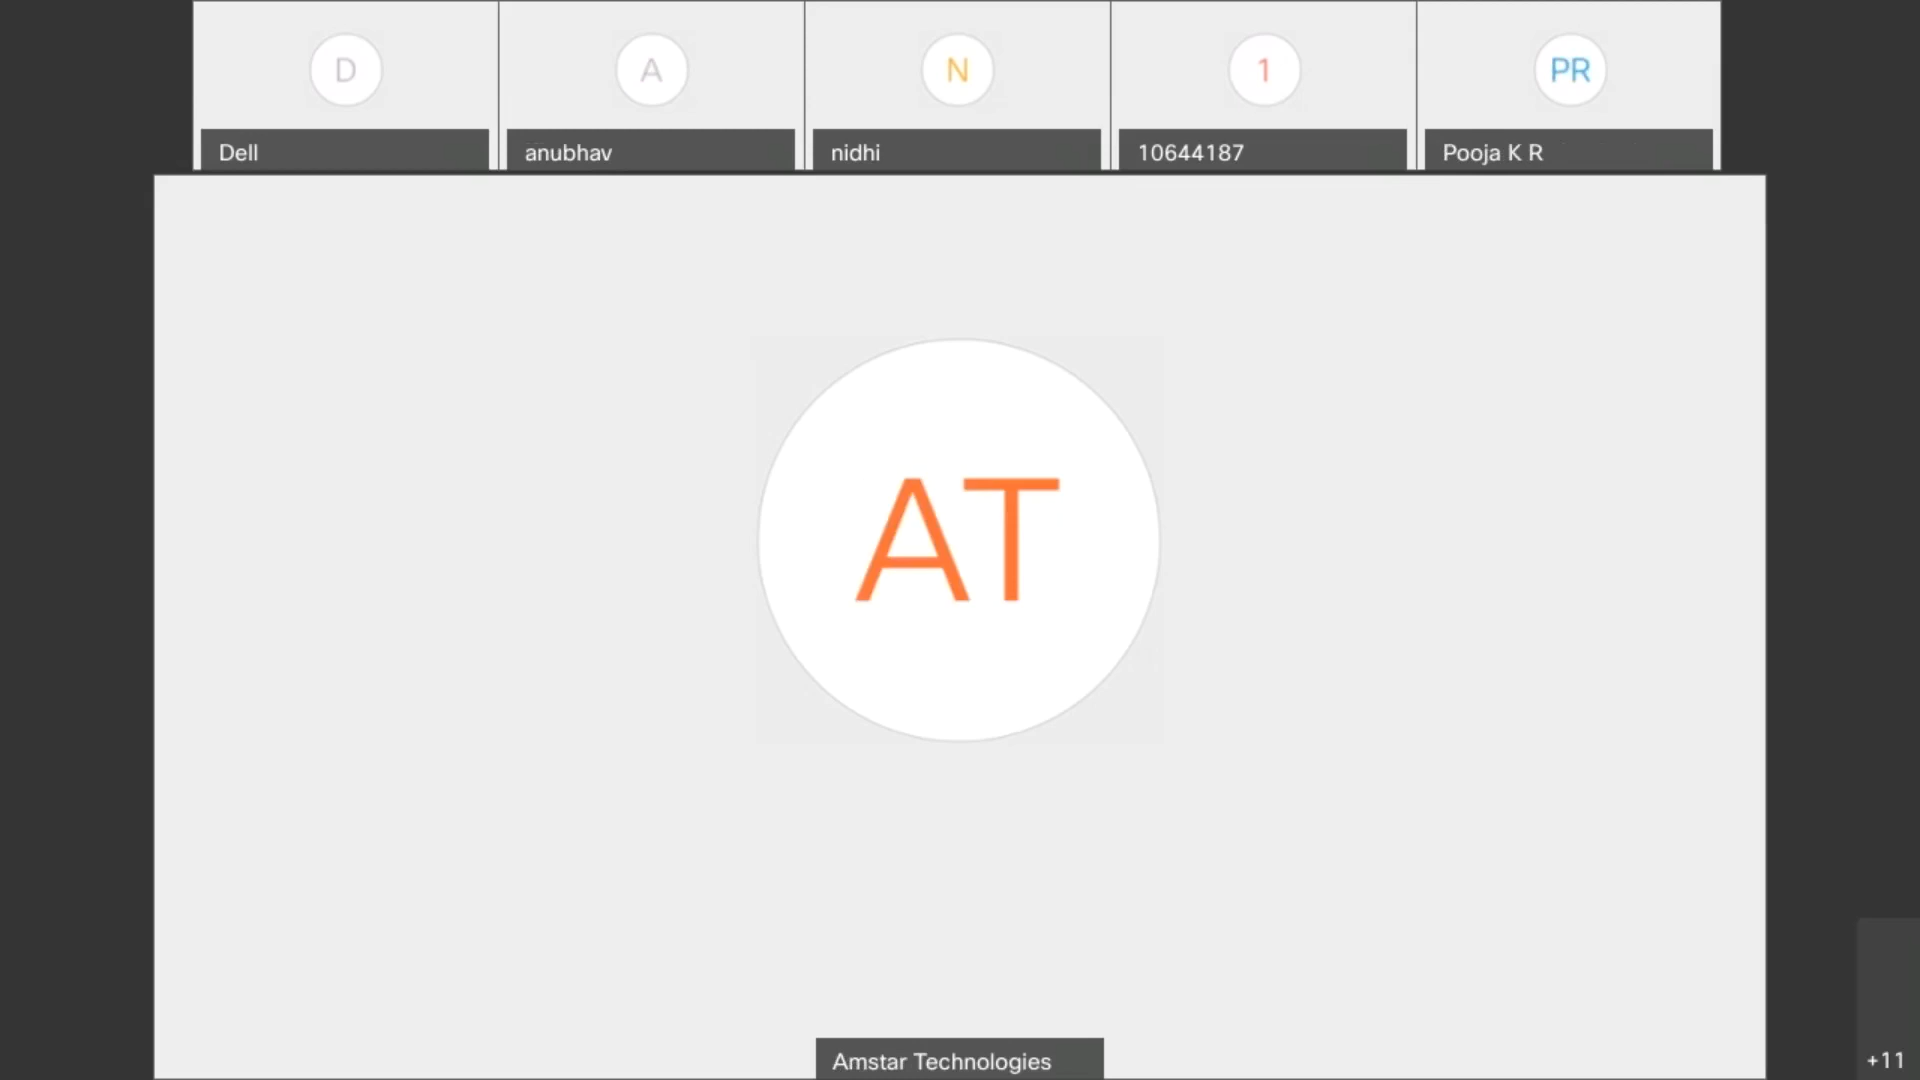 D
A
N
1
PR
Dell
anubhav
nidhi
10644187
Pooja K R
AT
Amstar Technologies
+11